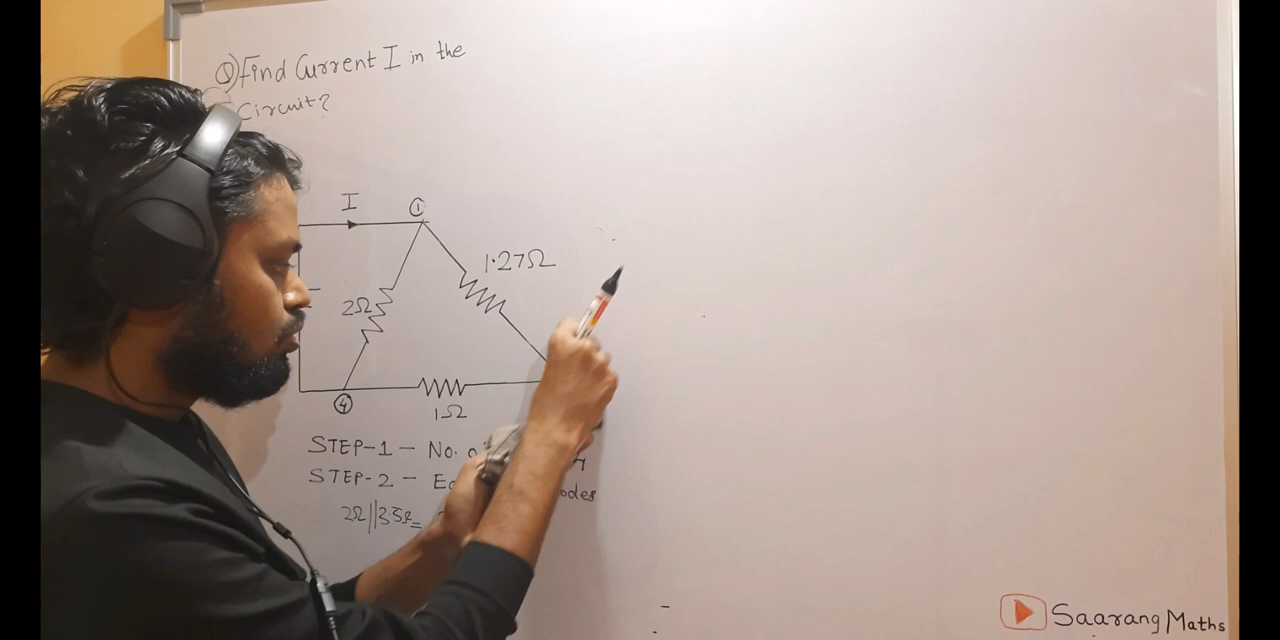 Q) Find Current I in the
Circuit?
I
1
1.27Ω
2Ω
4
1Ω
STEP-1 — No.
STEP-2 —
odes
2Ω||3.5Ω =
Saarang Maths